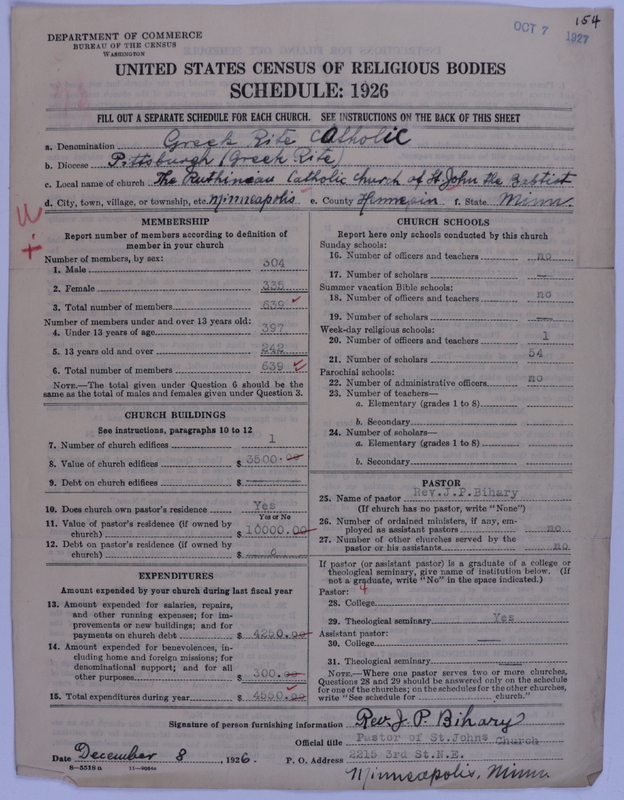 154
OCT 7 1927
DEPARTMENT OF COMMERCE
BUREAU OF THE CENSUS
WASHINGTON
UNITED STATES CENSUS OF RELIGIOUS BODIES
SCHEDULE: 1926
FILL OUT A SEPARATE SCHEDULE FOR EACH CHURCH. SEE INSTRUCTIONS ON THE BACK OF THIS SHEET
a. Denomination Greek Rite Catholic
b. Diocese Pittsburgh (Greek Rite)
c. Local name of church The Ruthineau Catholic Church of St John the Babtist
d. City, town, village, or township, etc. Minneapolis e. County Hennepin f. State Minn.
MEMBERSHIP
Report number of members according to definition of
member in your church
Number of members, by sex:
1. Male 304
2. Female 335
3. Total number of members 639
Number of members under and over 13 years old:
4. Under 13 years of age 397
5. 13 years old and over 242
6. Total number of members 639
NOTE.—The total given under Question 6 should be the
same as the total of males and females given under Question 3.
CHURCH BUILDINGS
See instructions, paragraphs 10 to 12
7. Number of church edifices 1
8. Value of church edifices $ 3500.00
9. Debt on church edifices $
10. Does church own pastor's residence Yes
Yes or No
11. Value of pastor's residence (if owned by
church) $ 10000.00
12. Debt on pastor's residence (if owned by
church) $ 0
EXPENDITURES
Amount expended by your church during last fiscal year
13. Amount expended for salaries, repairs,
and other running expenses; for im-
provements or new buildings; and for
payments on church debt $ 4250.00
14. Amount expended for benevolences, in-
cluding home and foreign missions; for
denominational support; and for all
other purposes $ 300.00
15. Total expenditures during year $ 4550.00
CHURCH SCHOOLS
Report here only schools conducted by this church
Sunday schools:
16. Number of officers and teachers no
17. Number of scholars —
Summer vacation Bible schools:
18. Number of officers and teachers no
19. Number of scholars —
Week-day religious schools:
20. Number of officers and teachers 1
21. Number of scholars 54
Parochial schools:
22. Number of administrative officers no
23. Number of teachers—
a. Elementary (grades 1 to 8)
b. Secondary
24. Number of scholars—
a. Elementary (grades 1 to 8)
b. Secondary
PASTOR
25. Name of pastor Rev.J.P.Bihary
(If church has no pastor, write "None")
26. Number of ordained ministers, if any, em-
ployed as assistant pastors no
27. Number of other churches served by the
pastor or his assistants no
If pastor (or assistant pastor) is a graduate of a college or
theological seminary, give name of institution below. (If
not a graduate, write "No" in the space indicated.)
Pastor: 4
28. College
29. Theological seminary Yes
Assistant pastor:
30. College —
31. Theological seminary —
NOTE.—Where one pastor serves two or more churches,
Questions 28 and 29 should be answered only on the schedule
for one of the churches; on the schedules for the other churches,
write "See schedule for church."
Signature of person furnishing information Rev. J. P. Bihary
Official title Pastor of St.Johns Church
Date December 8, 1926. P. O. Address 2215 3rd St.N.E.
8—5518 a
Minneapolis, Minn.